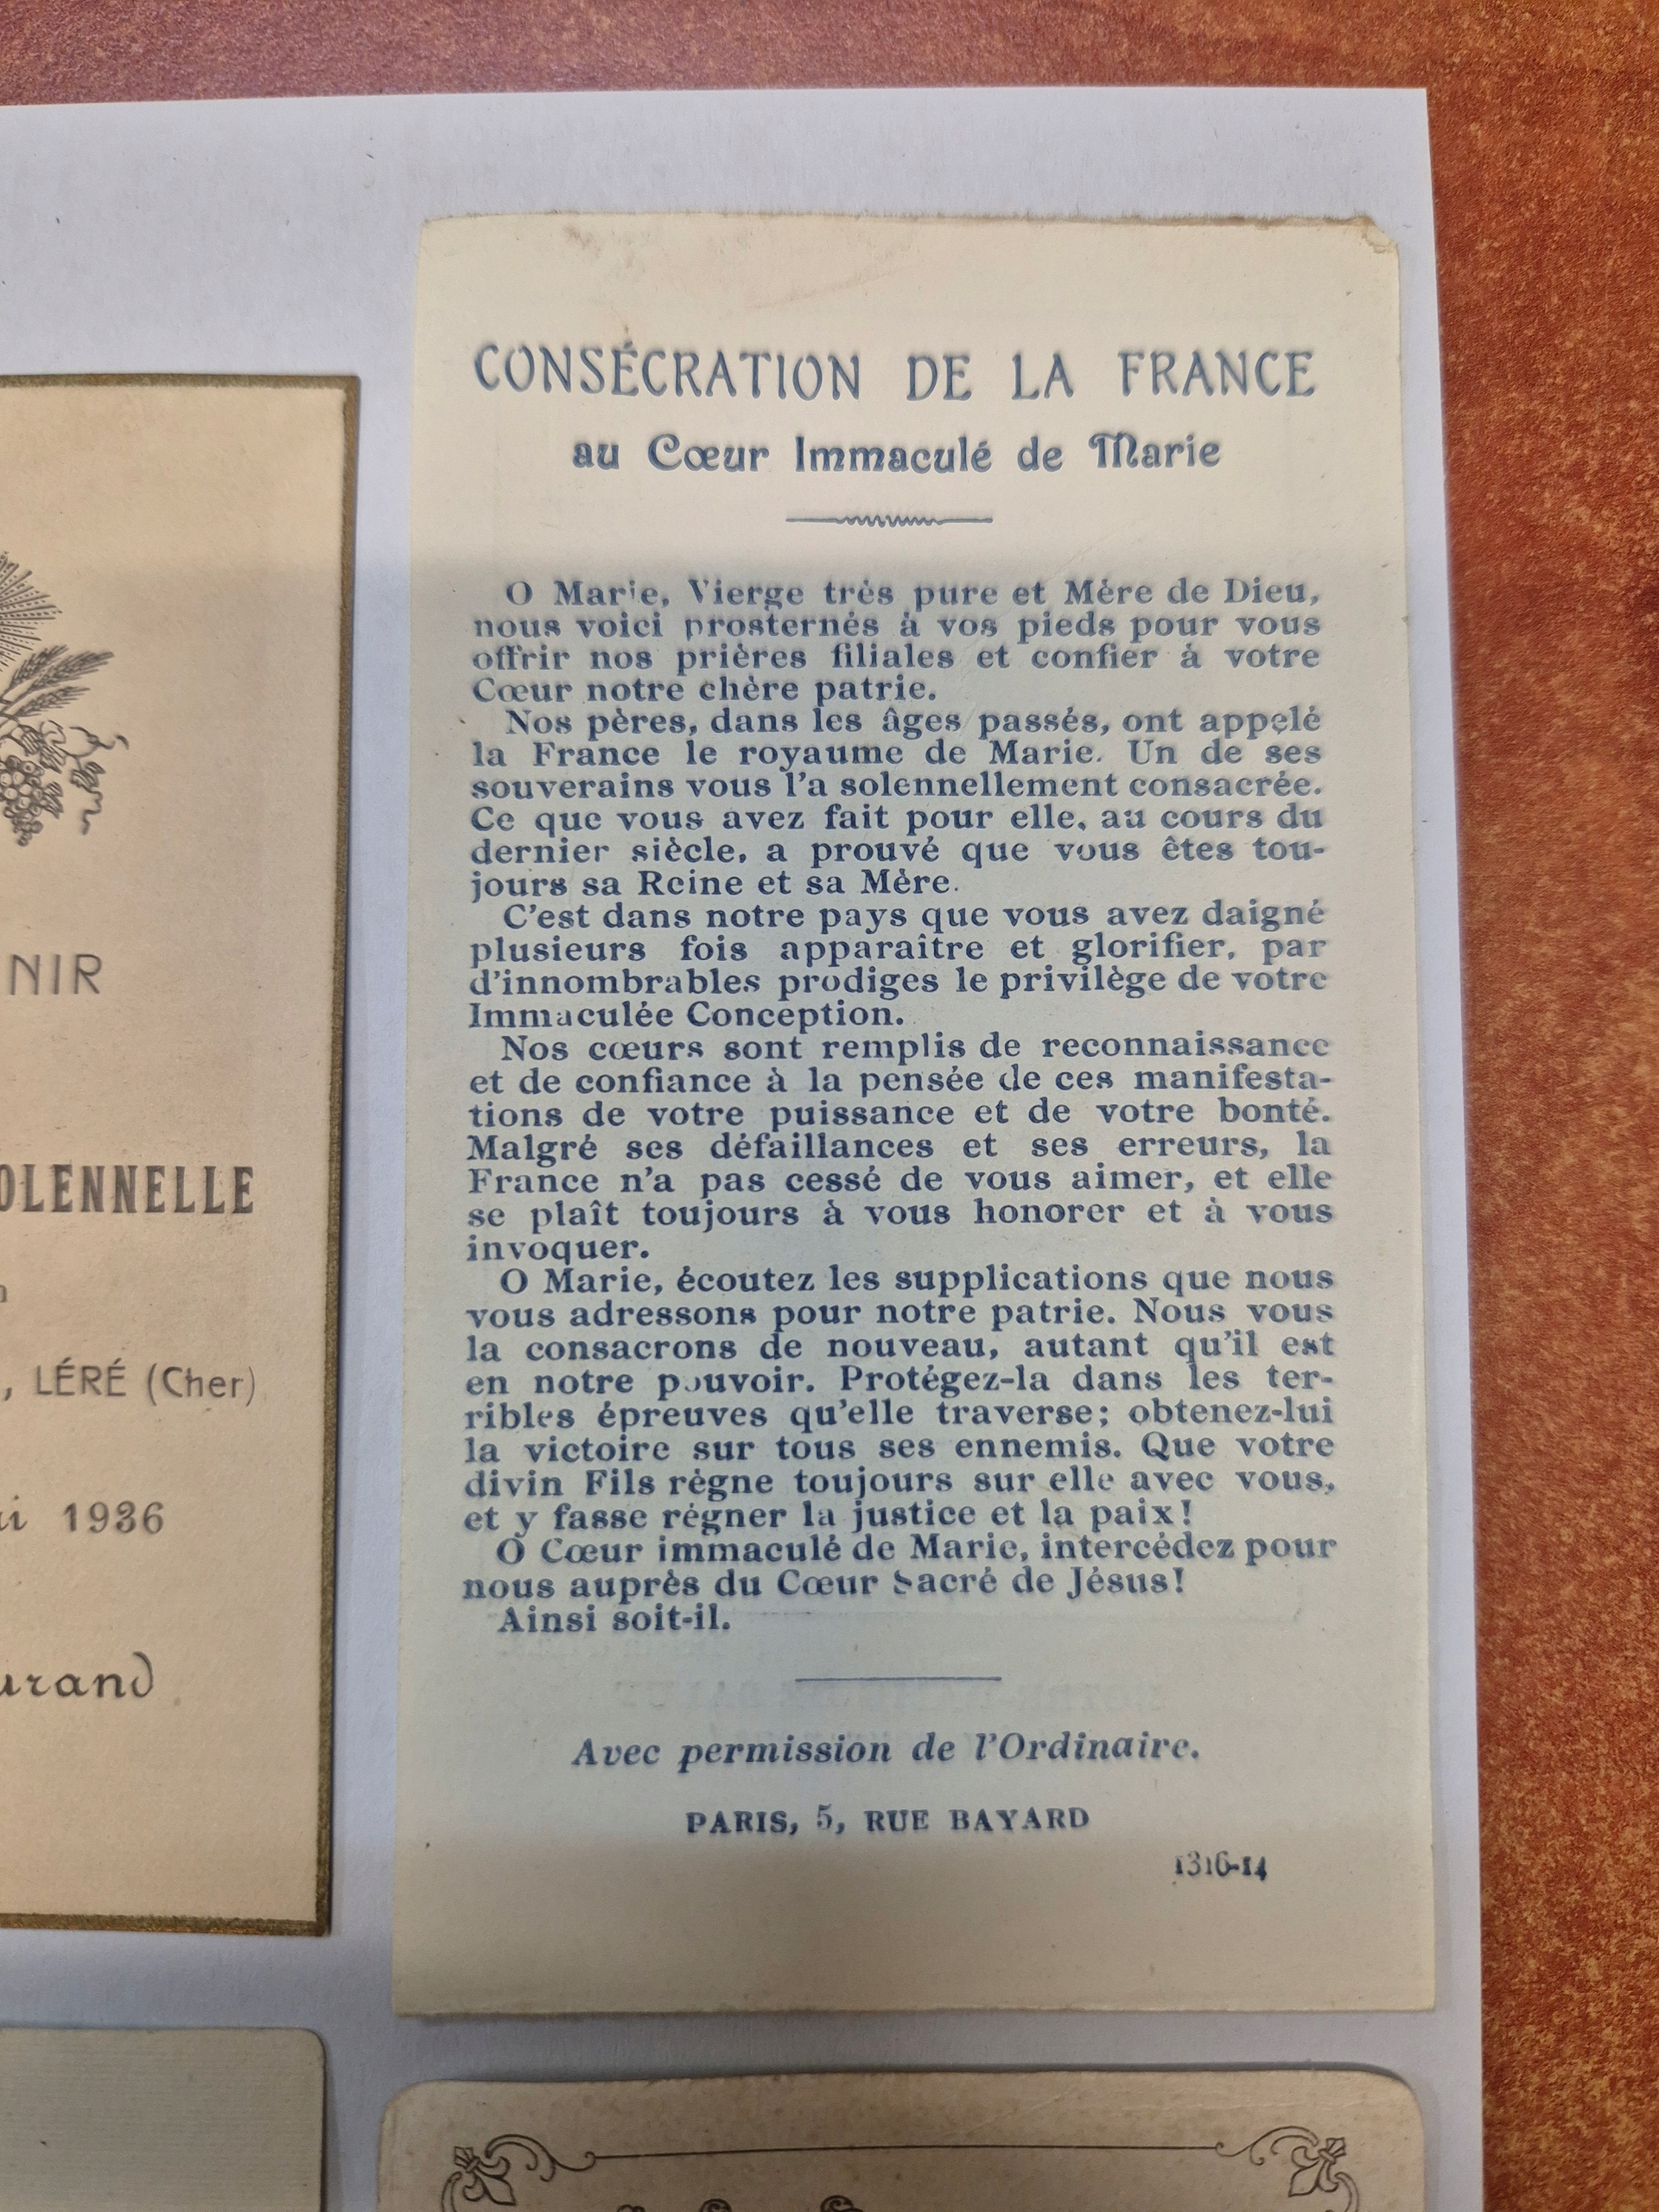 CONSÉCRATION DE LA FRANCE
au Cœur Immaculé de Marie
O Marie, Vierge très pure et Mère de Dieu,
nous voici prosternés à vos pieds pour vous
offrir nos prières filiales et confier à votre
Cœur notre chère patrie.
Nos pères, dans les âges passés, ont appelé
la France le royaume de Marie. Un de ses
souverains vous l'a solennellement consacrée.
Ce que vous avez fait pour elle, au cours du
dernier siècle, a prouvé que vous êtes tou-
jours sa Reine et sa Mère.
C'est dans notre pays que vous avez daigné
plusieurs fois apparaître et glorifier, par
d'innombrables prodiges le privilège de votre
Immaculée Conception.
Nos cœurs sont remplis de reconnaissance
et de confiance à la pensée de ces manifesta-
tions de votre puissance et de votre bonté.
Malgré ses défaillances et ses erreurs, la
France n'a pas cessé de vous aimer, et elle
se plaît toujours à vous honorer et à vous
invoquer.
O Marie, écoutez les supplications que nous
vous adressons pour notre patrie. Nous vous
la consacrons de nouveau, autant qu'il est
en notre pouvoir. Protégez-la dans les ter-
ribles épreuves qu'elle traverse; obtenez-lui
la victoire sur tous ses ennemis. Que votre
divin Fils règne toujours sur elle avec vous,
et y fasse régner la justice et la paix!
O Cœur immaculé de Marie, intercédez pour
nous auprès du Cœur Sacré de Jésus!
Ainsi soit-il.
Avec permission de l'Ordinaire.
PARIS, 5, RUE BAYARD
1316-14
NIR
OLENNELLE
n
, LÉRÉ (Cher)
ai 1936
urand